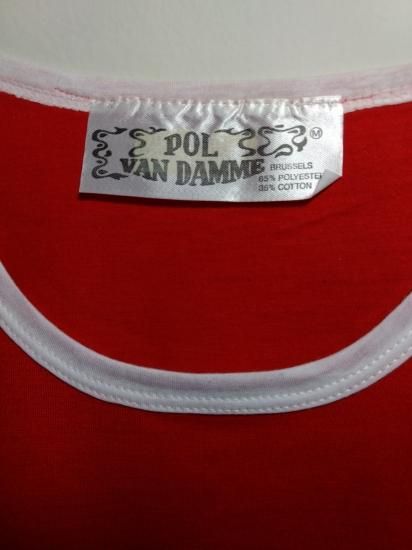 POL
VAN DAMME
M
BRUSSELS
65% POLYESTER
35% COTTON